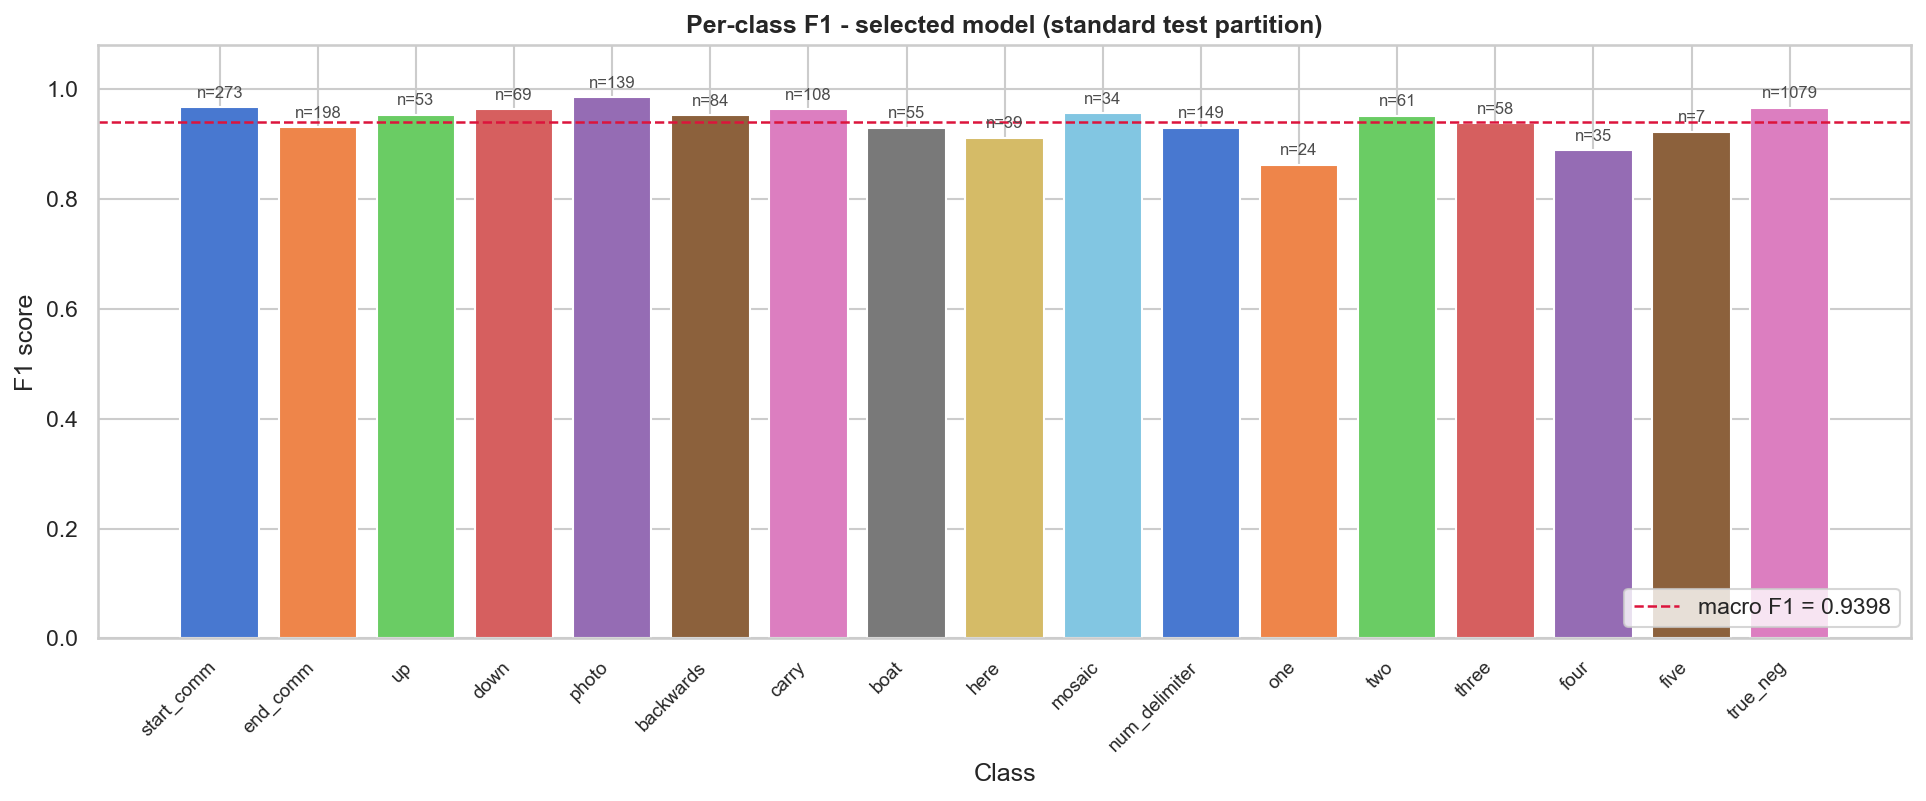 Per-class F1 - selected model (standard test partition)
F1 score
1.0
0.8
0.6
0.4
0.2
0.0
n=273
n=198
n=53
n=69
n=139
n=84
n=108
n=55
n=39
n=34
n=149
n=24
n=61
n=58
n=35
n=7
n=1079
macro F1 = 0.9398
start_comm
end_comm
up
down
photo
backwards
carry
boat
here
mosaic
num_delimiter
one
two
three
four
five
true_neg
Class